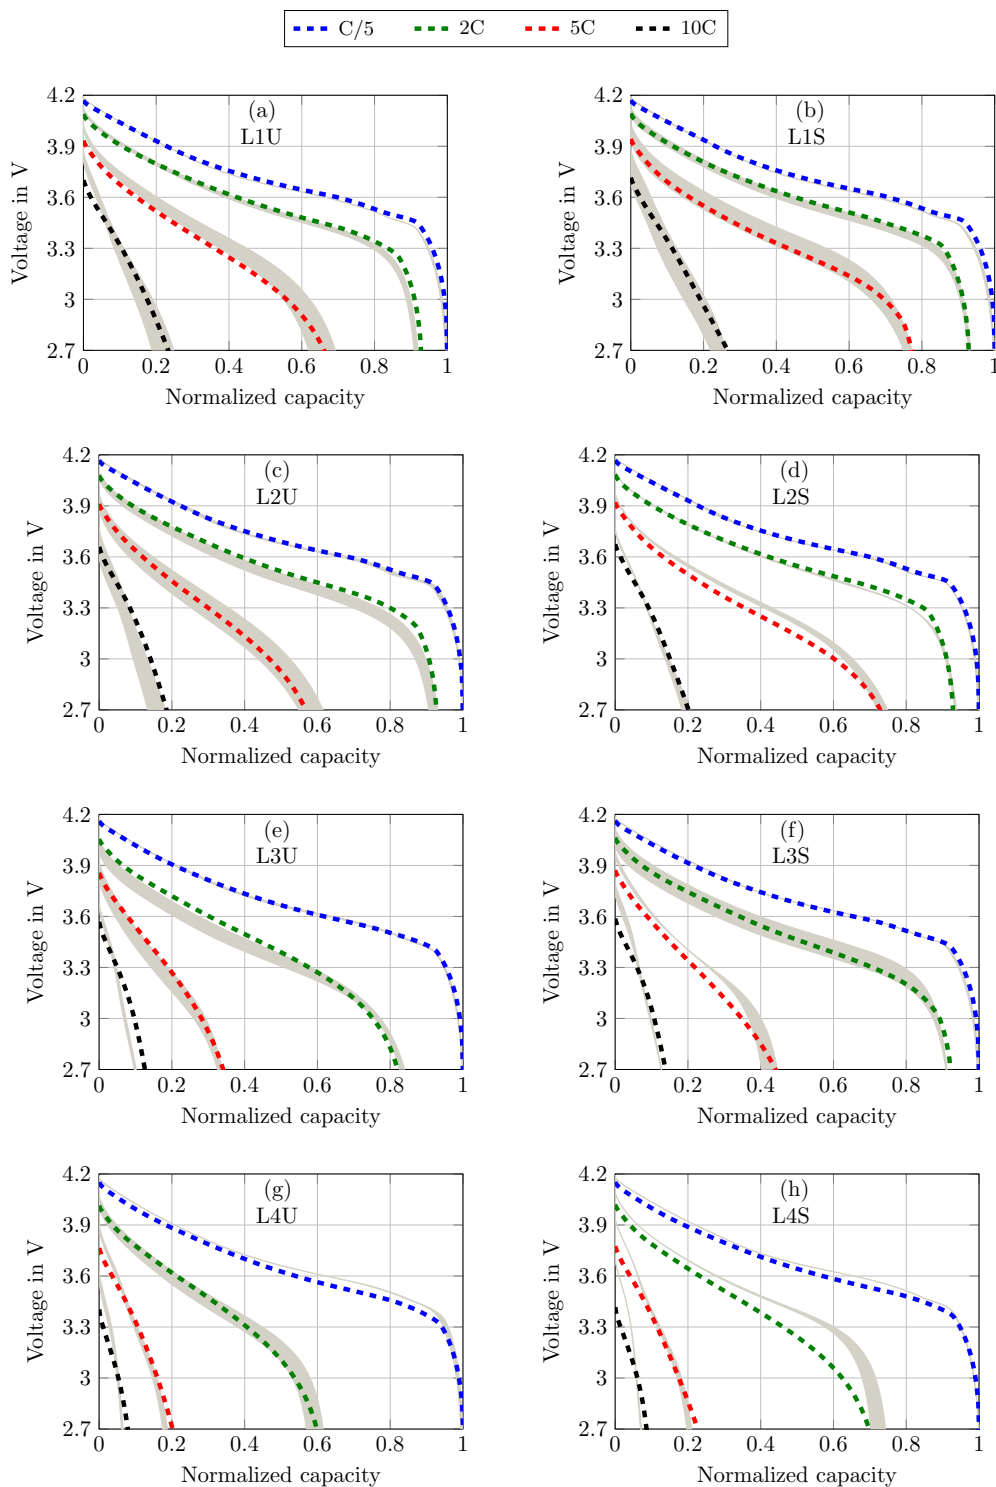 C/5 2C 5C 10C
(a)
L1U
4.2
3.9
3.6
3.3
3
2.7
Voltage in V
0 0.2 0.4 0.6 0.8 1
Normalized capacity
(b)
L1S
4.2
3.9
3.6
3.3
3
2.7
Voltage in V
0 0.2 0.4 0.6 0.8 1
Normalized capacity
(c)
L2U
4.2
3.9
3.6
3.3
3
2.7
Voltage in V
0 0.2 0.4 0.6 0.8 1
Normalized capacity
(d)
L2S
4.2
3.9
3.6
3.3
3
2.7
Voltage in V
0 0.2 0.4 0.6 0.8 1
Normalized capacity
(e)
L3U
4.2
3.9
3.6
3.3
3
2.7
Voltage in V
0 0.2 0.4 0.6 0.8 1
Normalized capacity
(f)
L3S
4.2
3.9
3.6
3.3
3
2.7
Voltage in V
0 0.2 0.4 0.6 0.8 1
Normalized capacity
(g)
L4U
4.2
3.9
3.6
3.3
3
2.7
Voltage in V
0 0.2 0.4 0.6 0.8 1
Normalized capacity
(h)
L4S
4.2
3.9
3.6
3.3
3
2.7
Voltage in V
0 0.2 0.4 0.6 0.8 1
Normalized capacity